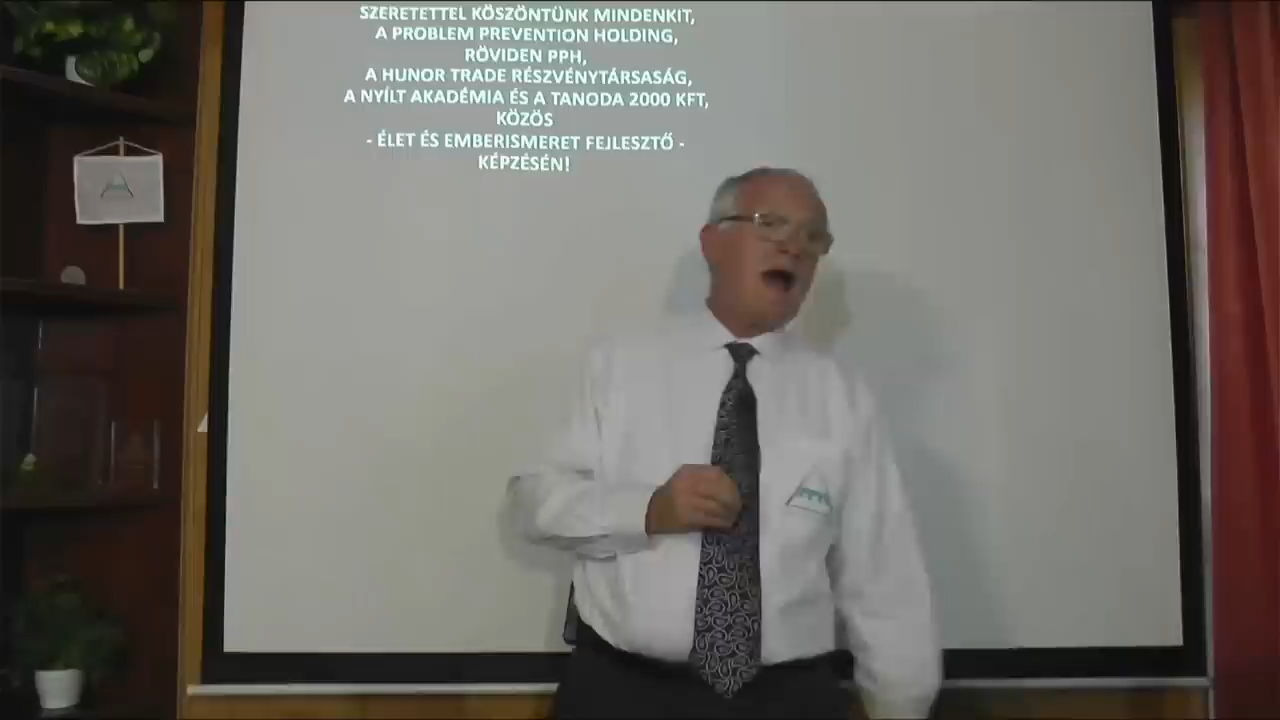 SZERETETTEL KÖSZÖNTÜNK MINDENKIT,
A PROBLEM PREVENTION HOLDING,
RÖVIDEN PPH,
A HUNOR TRADE RÉSZVÉNYTÁRSASÁG,
A NYÍLT AKADÉMIA ÉS A TANODA 2000 KFT,
KÖZÖS
- ÉLET ÉS EMBERISMERET FEJLESZTŐ -
KÉPZÉSÉN!